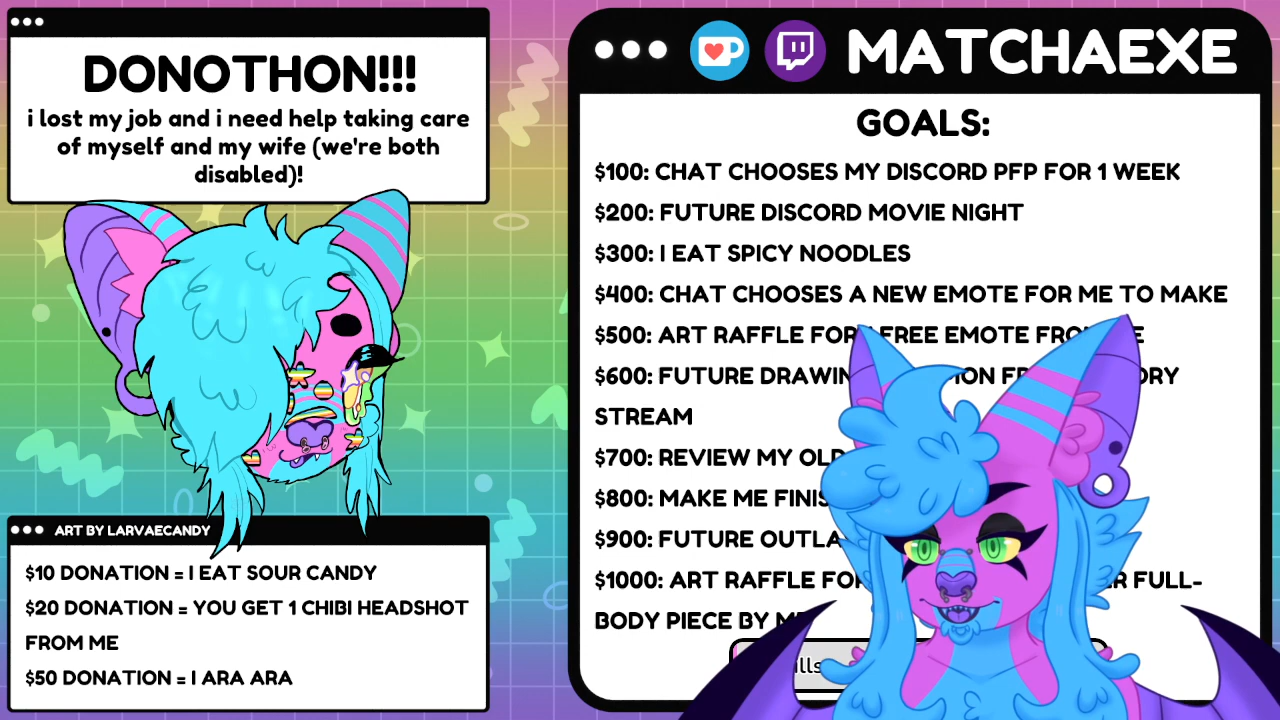 DONOTHON!!!
i lost my job and i need help taking care
of myself and my wife (we're both
disabled)!
ART BY LARVAECANDY
$10 DONATION = I EAT SOUR CANDY
$20 DONATION = YOU GET 1 CHIBI HEADSHOT
FROM ME
$50 DONATION = I ARA ARA
MATCHAEXE
GOALS:
$100: CHAT CHOOSES MY DISCORD PFP FOR 1 WEEK
$200: FUTURE DISCORD MOVIE NIGHT
$300: I EAT SPICY NOODLES
$400: CHAT CHOOSES A NEW EMOTE FOR ME TO MAKE
$500: ART RAFFLE FOR FREE EMOTE
$600: FUTURE
STREAM
$700: REVIEW MY OLD
$800: MAKE ME
$900: FUTURE
$1000: ART RAFFLE FULL-
BODY PIECE BY